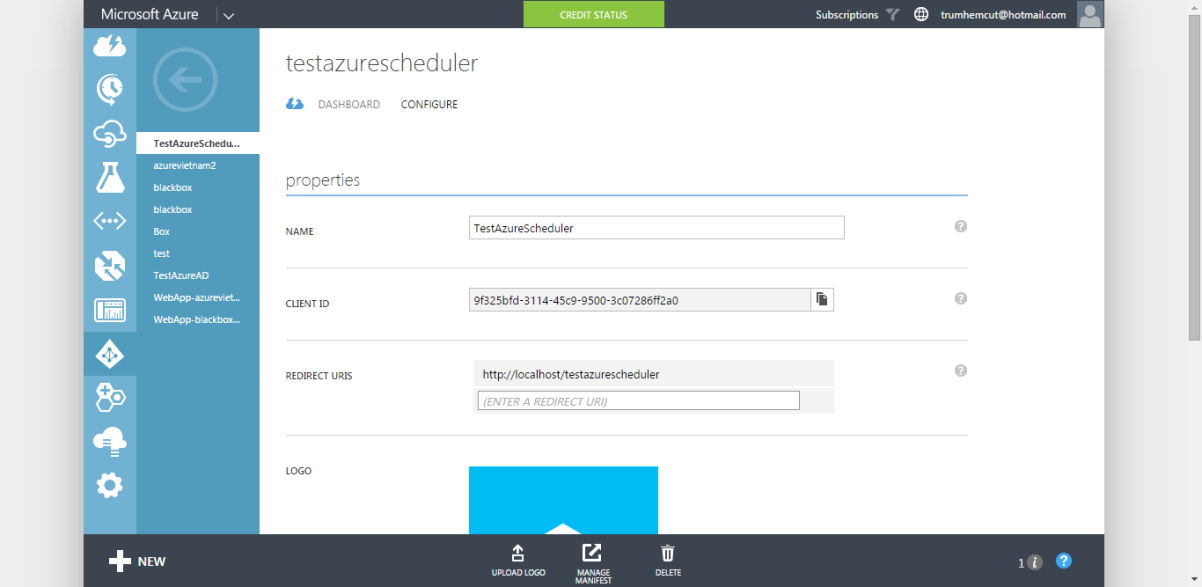 Microsoft Azure
CREDIT STATUS
Subscriptions
trumhemcut@hotmail.com
testazurescheduler
DASHBOARD
CONFIGURE
TestAzureSchedu...
azurevietnam2
blackbox
blackbox
Box
test
TestAzureAD
WebApp-azureviet...
WebApp-blackbox...
properties
NAME
TestAzureScheduler
?
CLIENT ID
9f325bfd-3114-45c9-9500-3c07286ff2a0
?
REDIRECT URIS
http://localhost/testazurescheduler
?
(ENTER A REDIRECT URI)
LOGO
NEW
UPLOAD LOGO
MANAGE
MANIFEST
DELETE
1 i
?